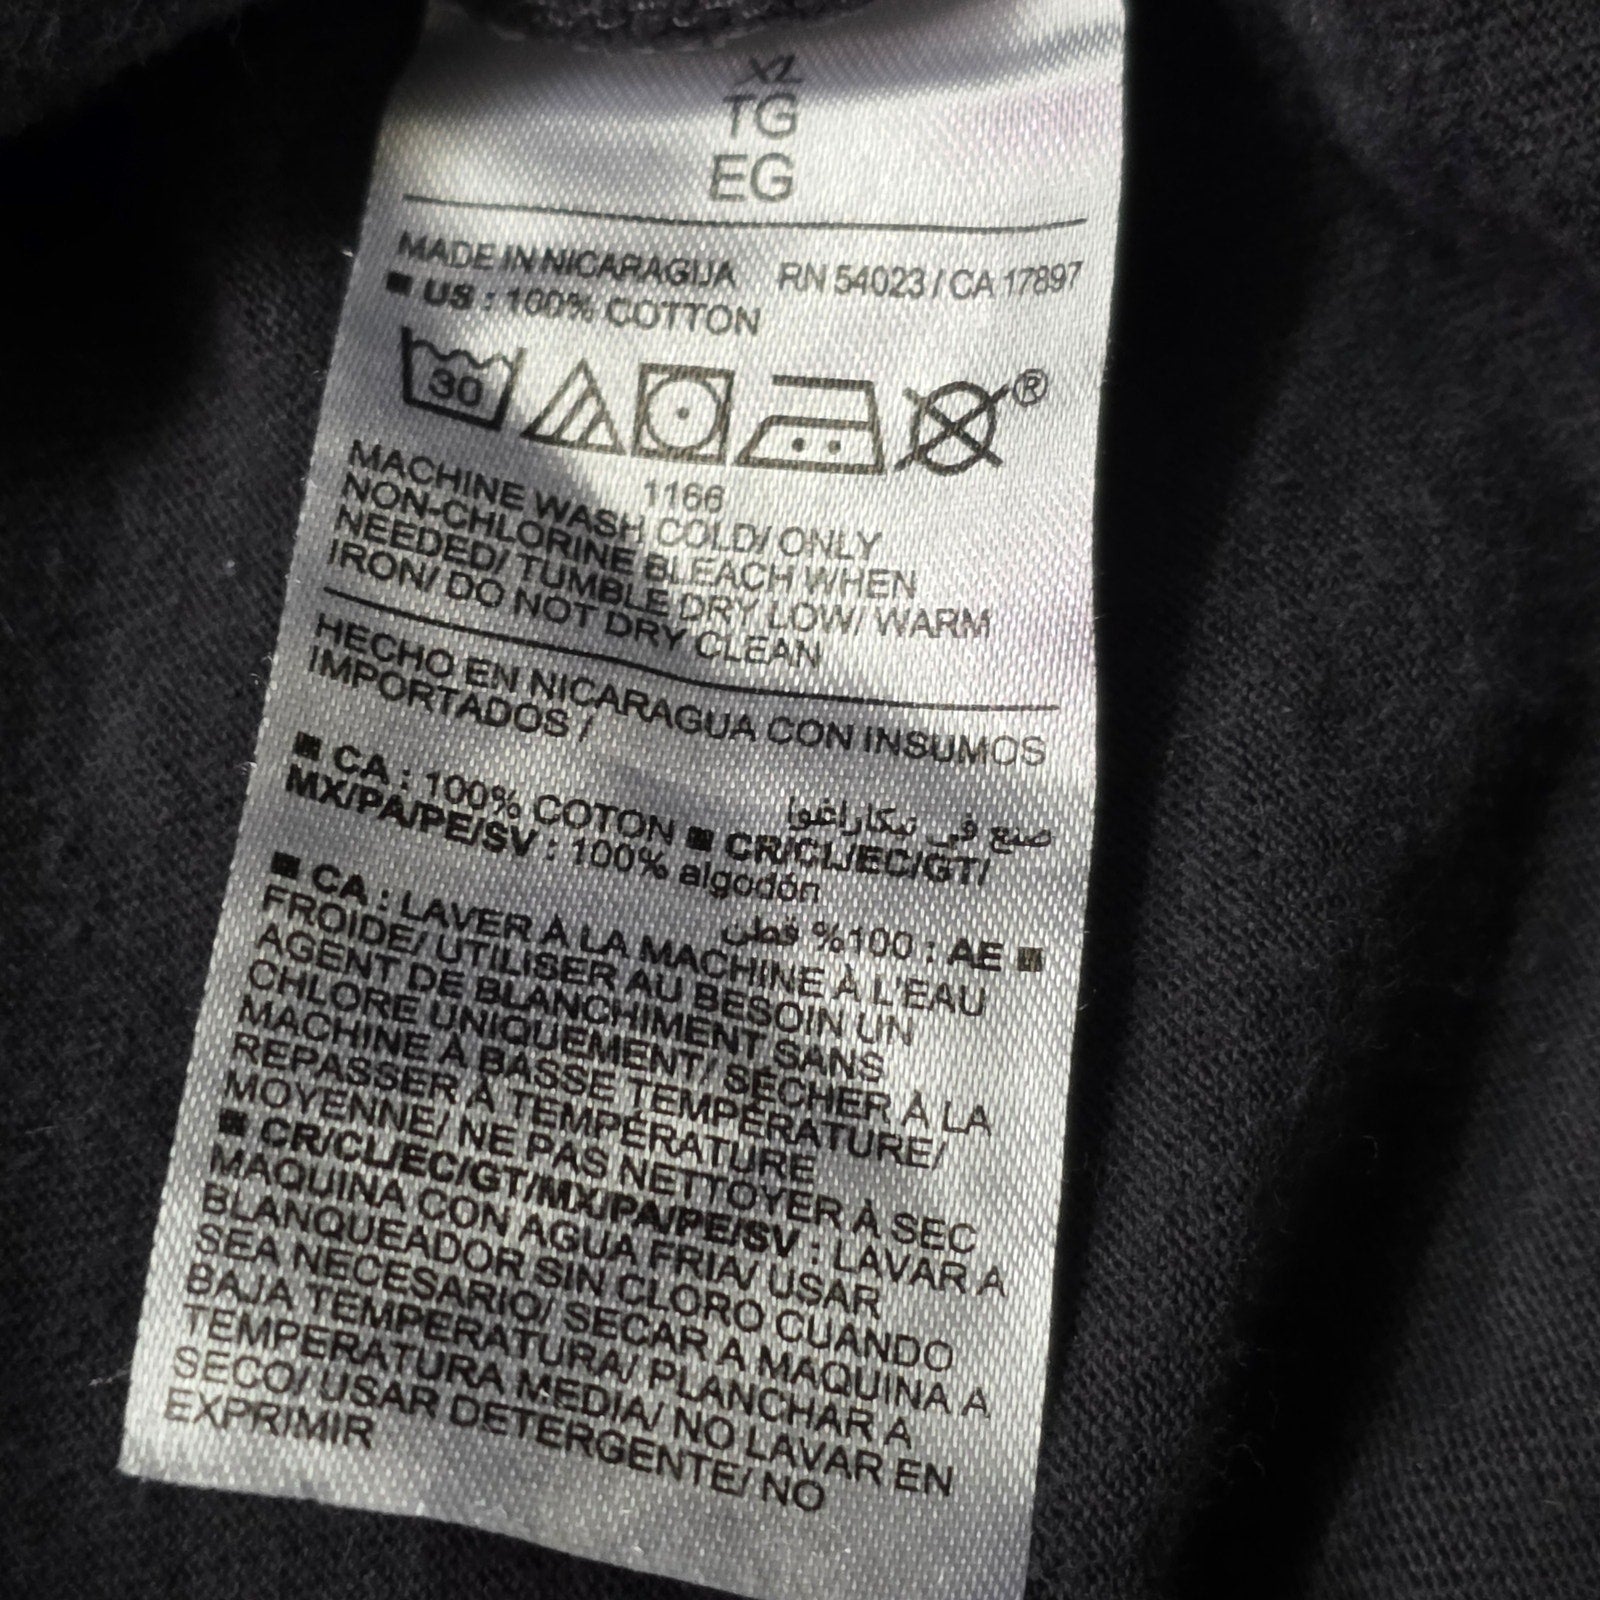 XL
TG
EG
MADE IN NICARAGUA RN 54023 / CA 17897
■ US : 100% COTTON
30 ®
1166
MACHINE WASH COLD/ ONLY
NON-CHLORINE BLEACH WHEN
NEEDED/ TUMBLE DRY LOW/ WARM
IRON/ DO NOT DRY CLEAN
HECHO EN NICARAGUA CON INSUMOS
IMPORTADOS /
صنع في نيكاراغوا
■ CA : 100% COTON ■ CR/CL/EC/GT/
MX/PA/PE/SV : 100% algodón
■ AE : 100% قطن
■ CA : LAVER À LA MACHINE À L'EAU
FROIDE/ UTILISER AU BESOIN UN
AGENT DE BLANCHIMENT SANS
CHLORE UNIQUEMENT/ SÉCHER À LA
MACHINE À BASSE TEMPÉRATURE/
REPASSER À TEMPÉRATURE
MOYENNE/ NE PAS NETTOYER À SEC
■ CR/CL/EC/GT/MX/PA/PE/SV : LAVAR A
MAQUINA CON AGUA FRIA/ USAR
BLANQUEADOR SIN CLORO CUANDO
SEA NECESARIO/ SECAR A MAQUINA A
BAJA TEMPERATURA/ PLANCHAR A
TEMPERATURA MEDIA/ NO LAVAR EN
SECO/ USAR DETERGENTE/ NO
EXPRIMIR